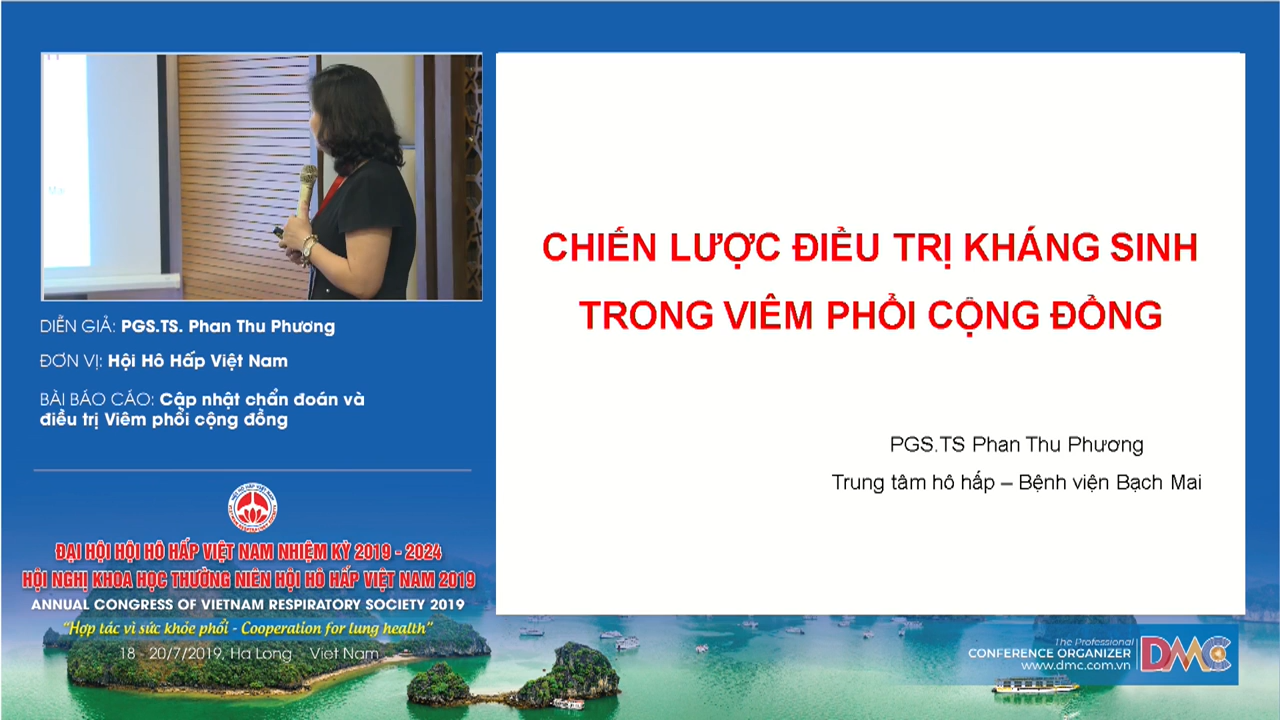 DIỄN GIẢ: PGS.TS. Phan Thu Phương
ĐƠN VỊ: Hội Hô Hấp Việt Nam
BÀI BÁO CÁO: Cập nhật chẩn đoán và
điều trị Viêm phổi cộng đồng
ĐẠI HỘI HỘI HÔ HẤP VIỆT NAM NHIỆM KỲ 2019 - 2024
HỘI NGHỊ KHOA HỌC THƯỜNG NIÊN HỘI HÔ HẤP VIỆT NAM 2019
ANNUAL CONGRESS OF VIETNAM RESPIRATORY SOCIETY 2019
"Hợp tác vì sức khỏe phổi - Cooperation for lung health"
18 - 20/7/2019, Ha Long - Viet Nam
CHIẾN LƯỢC ĐIỀU TRỊ KHÁNG SINH
TRONG VIÊM PHỔI CỘNG ĐỒNG
PGS.TS Phan Thu Phương
Trung tâm hô hấp – Bệnh viện Bạch Mai
The Professional
CONFERENCE ORGANIZER
www.dmc.com.vn
DMC